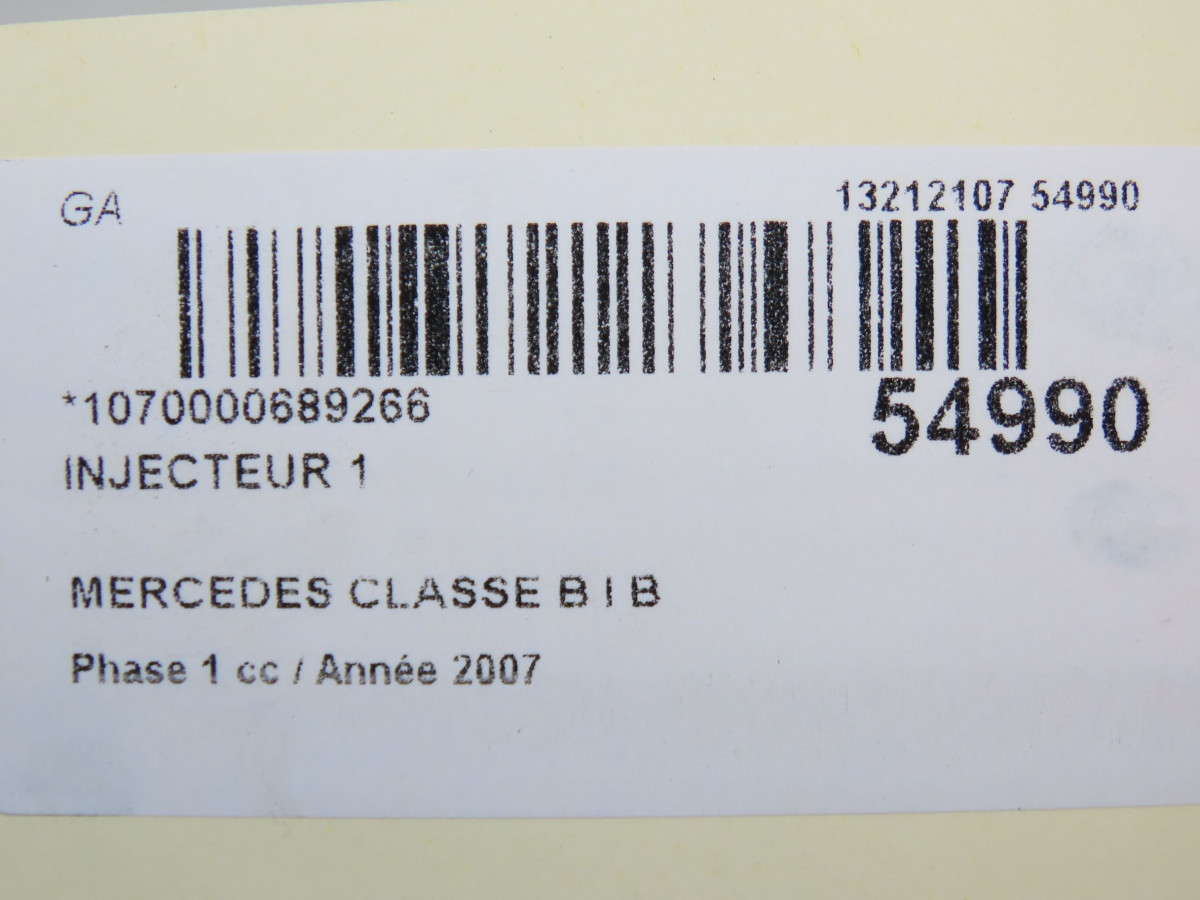 GA
13212107 54990
*1070000689266
54990
INJECTEUR 1
MERCEDES CLASSE B I B
Phase 1 cc / Année 2007